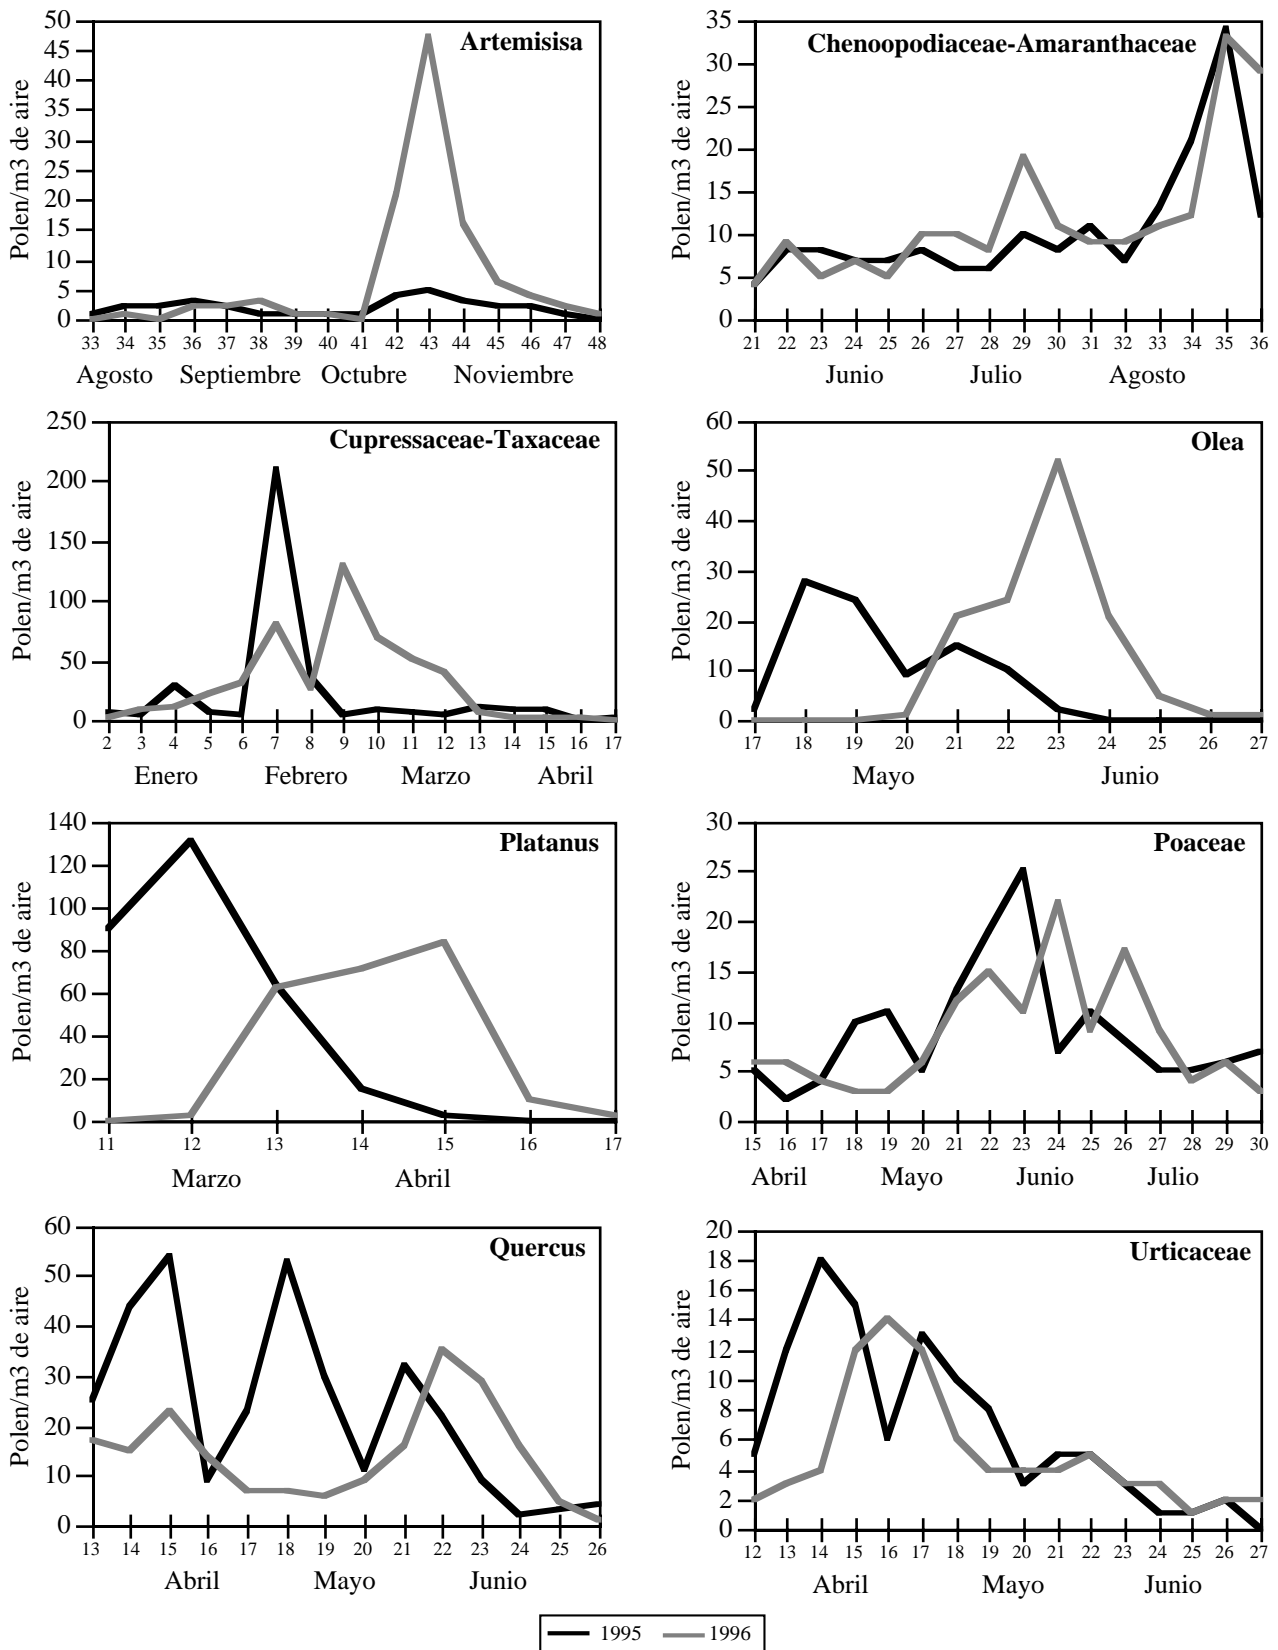 Artemisisa
Polen/m3 de aire
50
45
40
35
30
25
20
15
10
5
0
33 34 35 36 37 38 39 40 41 42 43 44 45 46 47 48
Agosto Septiembre Octubre Noviembre
Chenoopodiaceae-Amaranthaceae
Polen/m3 de aire
35
30
25
20
15
10
5
0
21 22 23 24 25 26 27 28 29 30 31 32 33 34 35 36
Junio Julio Agosto
Cupressaceae-Taxaceae
Polen/m3 de aire
250
200
150
100
50
0
2 3 4 5 6 7 8 9 10 11 12 13 14 15 16 17
Enero Febrero Marzo Abril
Olea
Polen/m3 de aire
60
50
40
30
20
10
0
17 18 19 20 21 22 23 24 25 26 27
Mayo Junio
Platanus
Polen/m3 de aire
140
120
100
80
60
40
20
0
11 12 13 14 15 16 17
Marzo Abril
Poaceae
Polen/m3 de aire
30
25
20
15
10
5
0
15 16 17 18 19 20 21 22 23 24 25 26 27 28 29 30
Abril Mayo Junio Julio
Quercus
Polen/m3 de aire
60
50
40
30
20
10
0
13 14 15 16 17 18 19 20 21 22 23 24 25 26
Abril Mayo Junio
Urticaceae
Polen/m3 de aire
20
18
16
14
12
10
8
6
4
2
0
12 13 14 15 16 17 18 19 20 21 22 23 24 25 26 27
Abril Mayo Junio
1995 1996